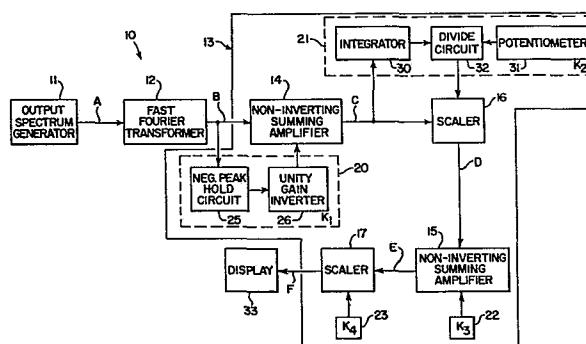 10
13
21
INTEGRATOR
30
DIVIDE
CIRCUIT
32
POTENTIOMETER
31
K2
11
OUTPUT
SPECTRUM
GENERATOR
A
12
FAST
FOURIER
TRANSFORMER
B
14
NON-INVERTING
SUMMING
AMPLIFIER
C
16
SCALER
D
20
NEG. PEAK
HOLD
CIRCUIT
25
UNITY
GAIN
INVERTER
26
K1
DISPLAY
33
F
17
SCALER
E
15
NON-INVERTING
SUMMING
AMPLIFIER
K4
23
K3
22